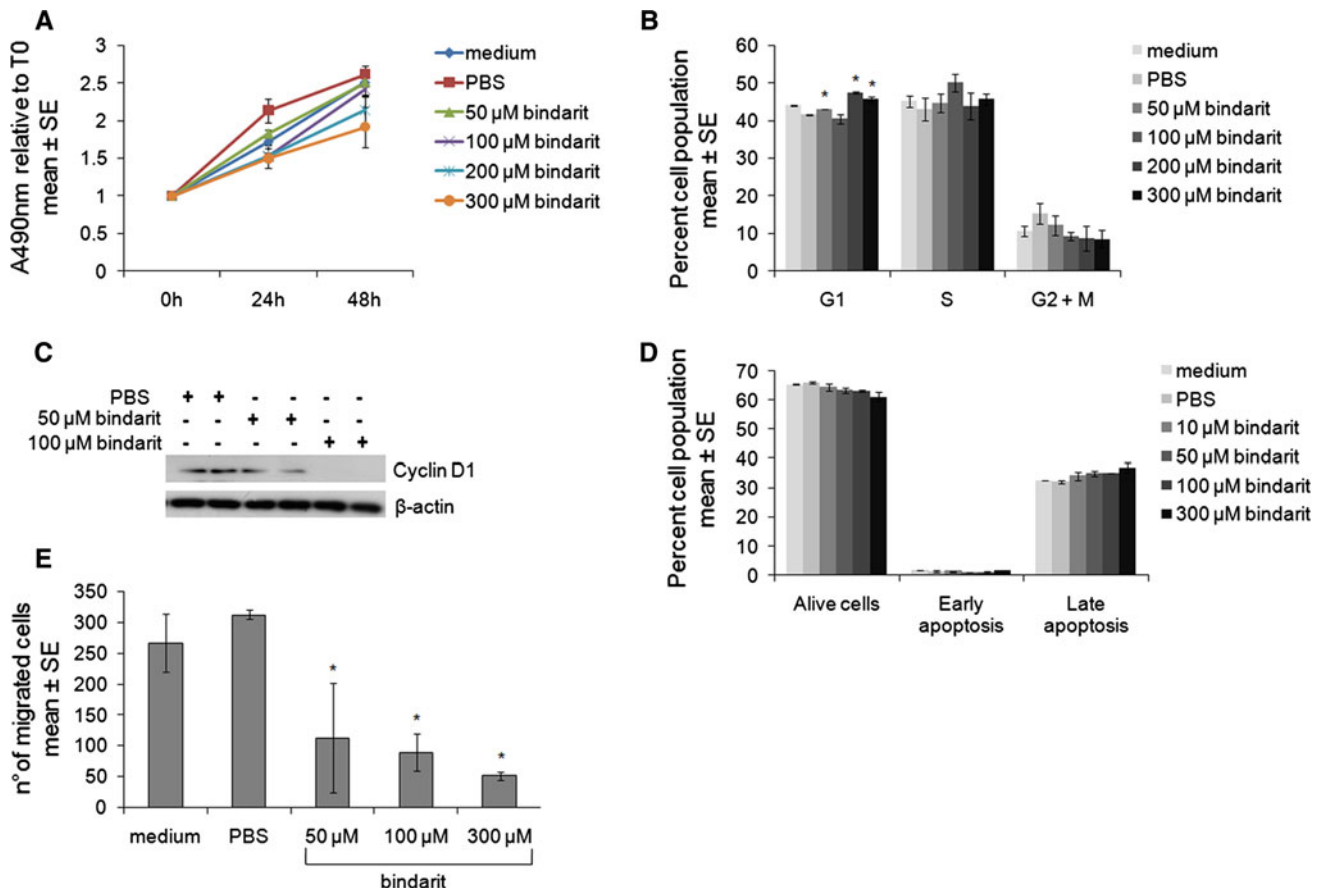 A
A490nm relative to T0
mean ± SE
3
2.5
2
1.5
1
0.5
0
0h 24h 48h
medium
PBS
50 µM bindarit
100 µM bindarit
200 µM bindarit
300 µM bindarit
B
Percent cell population
mean ± SE
60
50
40
30
20
10
0
* * *
G1 S G2 + M
medium
PBS
50 µM bindarit
100 µM bindarit
200 µM bindarit
300 µM bindarit
C
PBS + + - - - -
50 µM bindarit - - + + - -
100 µM bindarit - - - - + +
Cyclin D1
β-actin
D
Percent cell population
mean ± SE
70
60
50
40
30
20
10
0
Alive cells Early Late
apoptosis apoptosis
medium
PBS
10 µM bindarit
50 µM bindarit
100 µM bindarit
300 µM bindarit
E
n° of migrated cells
mean ± SE
350
300
250
200
150
100
50
0
* * *
medium PBS 50 µM 100 µM 300 µM
bindarit